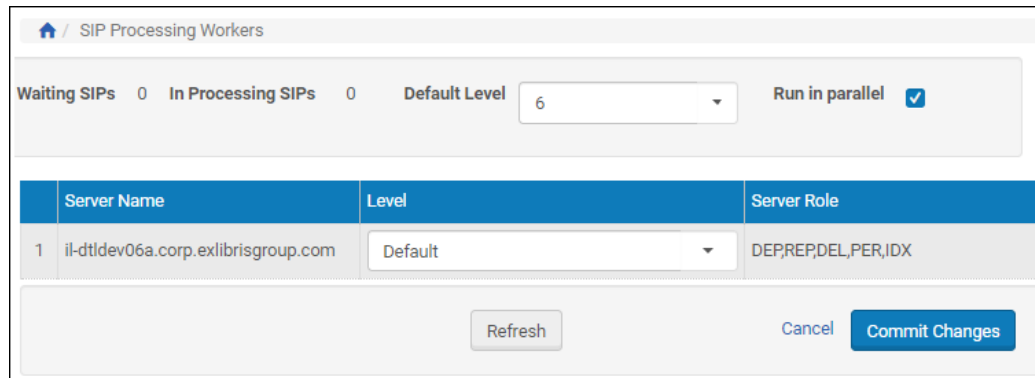 / SIP Processing Workers
Waiting SIPs 0 In Processing SIPs 0 Default Level 6 Run in parallel
Server Name Level Server Role
1 il-dtldev06a.corp.exlibrisgroup.com Default DEP,REP,DEL,PER,IDX
Refresh Cancel Commit Changes